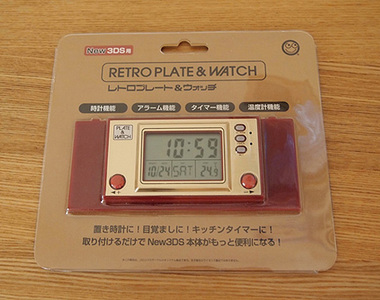 New3DS用
RETRO PLATE & WATCH
レトロプレート&ウォッチ
時計機能 アラーム機能 タイマー機能 温度計機能
PLATE
& WATCH
10:59
10:24 SAT 24.9
置き時計に!目覚ましに!キッチンタイマーに!
取り付けるだけでNew3DS本体がもっと便利になる!